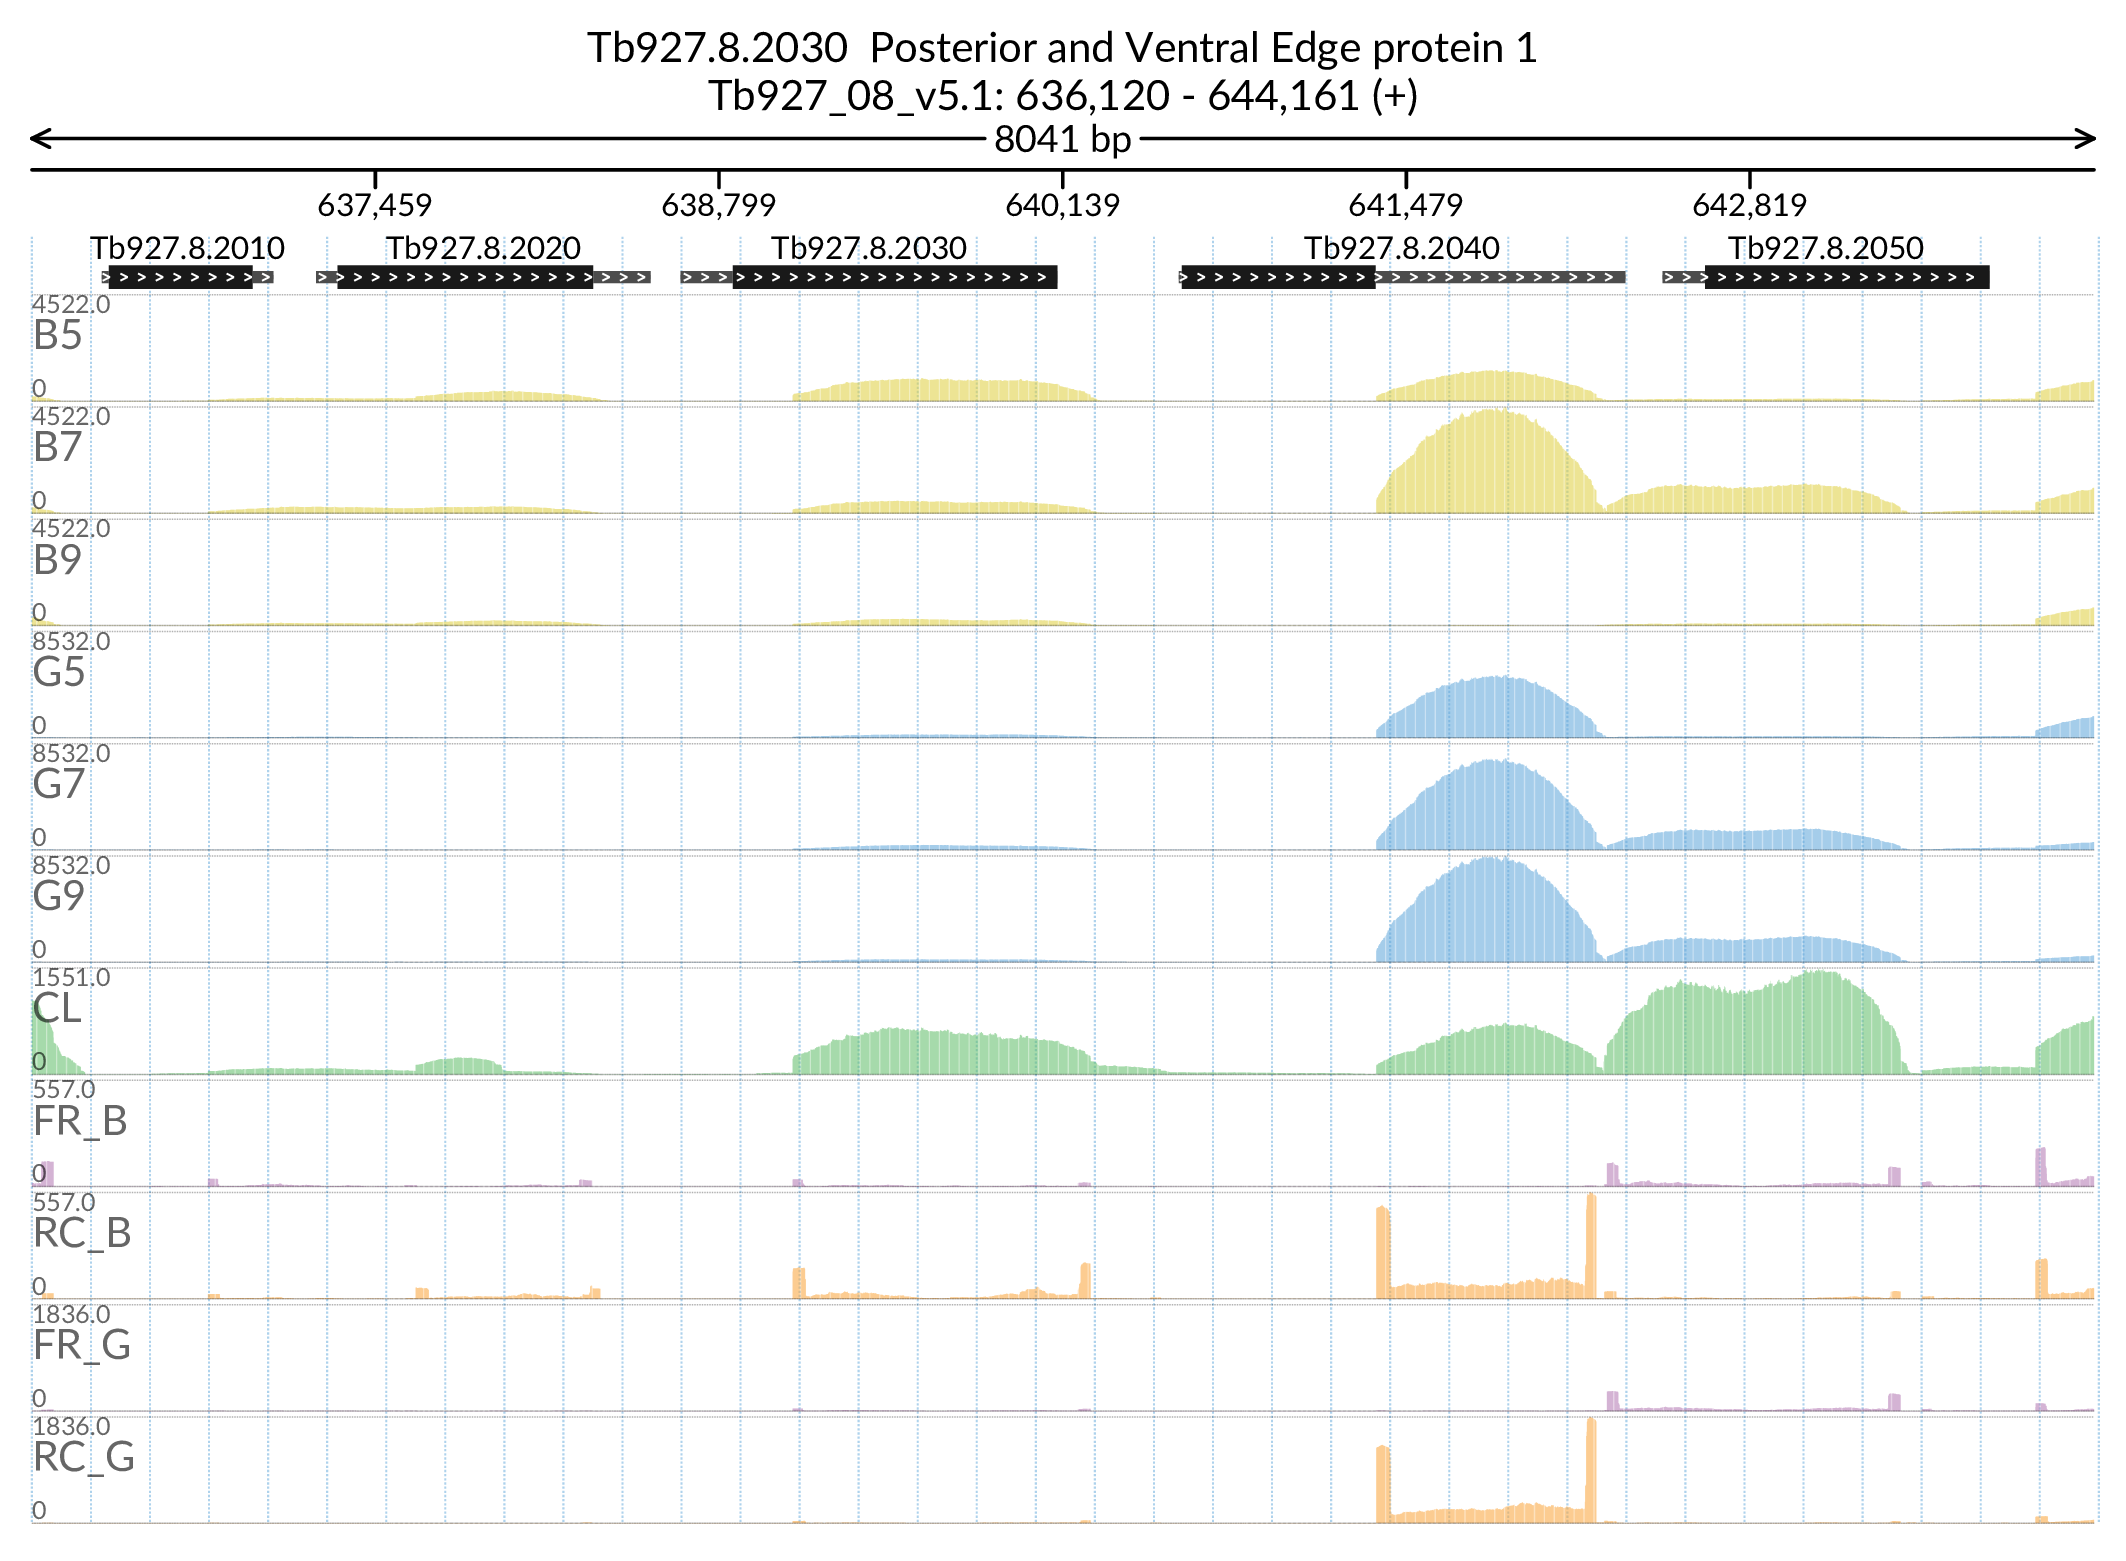 Tb927.8.2030  Posterior and Ventral Edge protein 1
Tb927_08_v5.1: 636,120 - 644,161 (+)
8041 bp
637,459 638,799 640,139 641,479 642,819
Tb927.8.2010 Tb927.8.2020 Tb927.8.2030 Tb927.8.2040 Tb927.8.2050
4522.0
B5
0
4522.0
B7
0
4522.0
B9
0
8532.0
G5
0
8532.0
G7
0
8532.0
G9
0
1551.0
CL
0
557.0
FR_B
0
557.0
RC_B
0
1836.0
FR_G
0
1836.0
RC_G
0